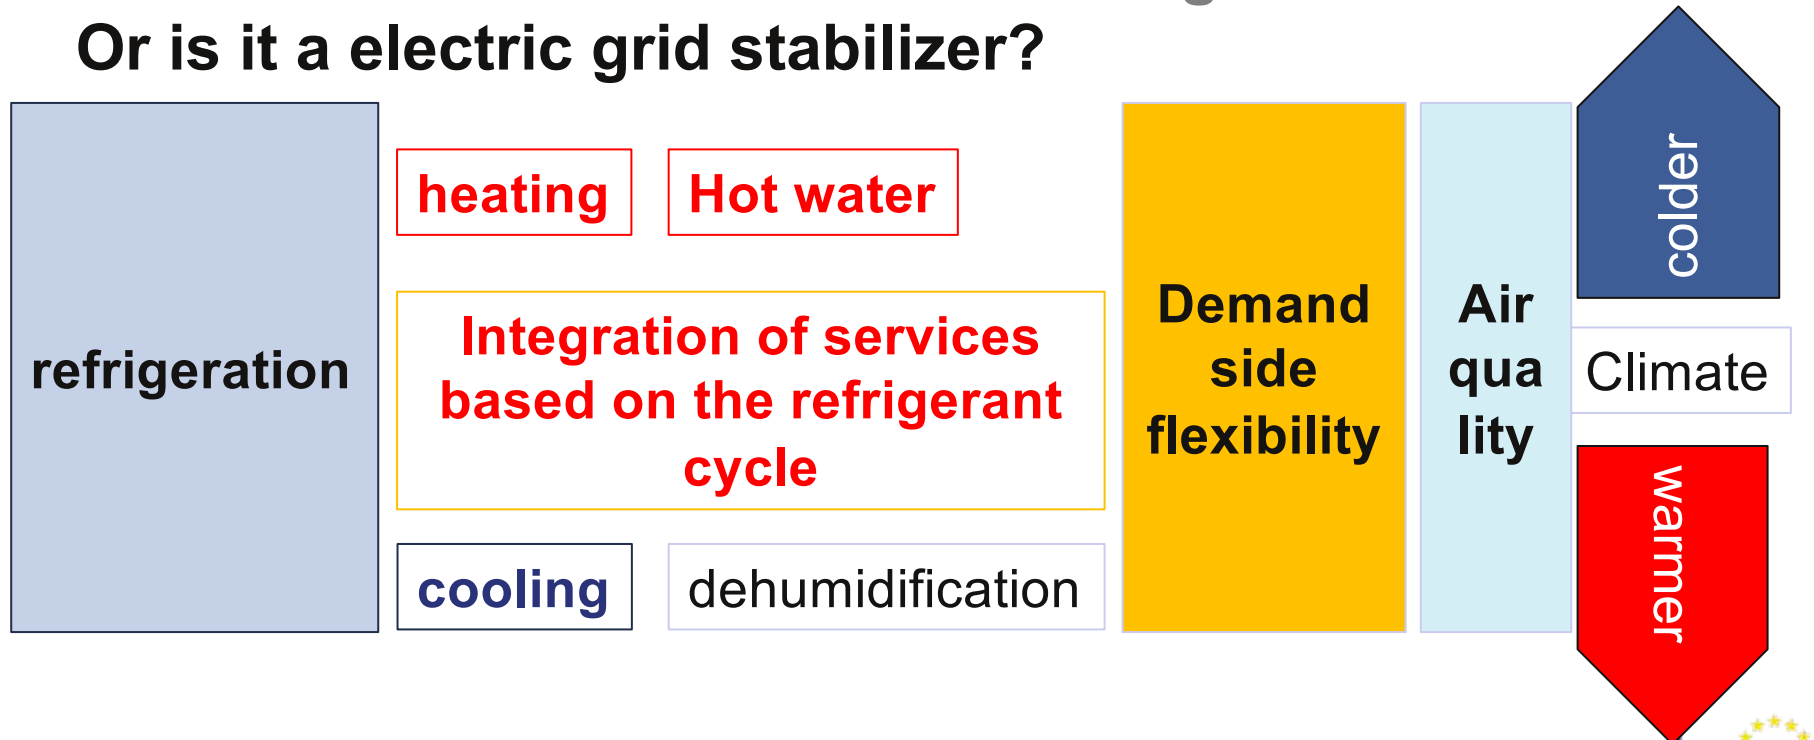 Or is it a electric grid stabilizer?
refrigeration
heating
Hot water
Integration of services
based on the refrigerant
cycle
cooling
dehumidification
Demand
side
flexibility
Air
qua
lity
colder
Climate
warmer